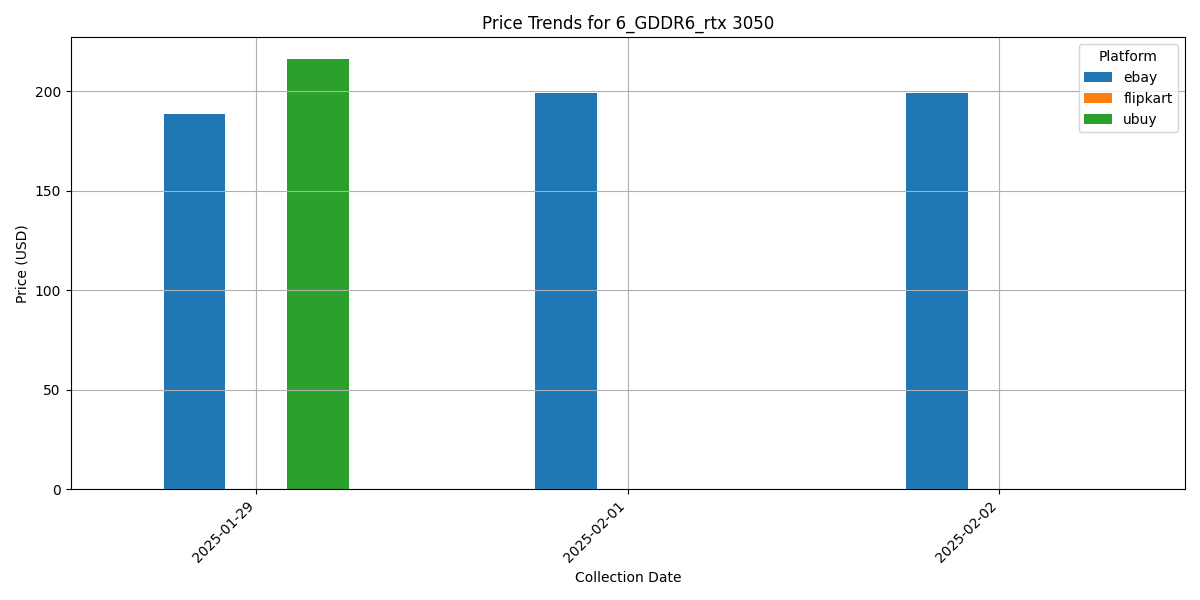 Price Trends for 6_GDDR6_rtx 3050
Platform
ebay
flipkart
ubuy
200
150
100
50
0
Price (USD)
2025-01-29
2025-02-01
2025-02-02
Collection Date